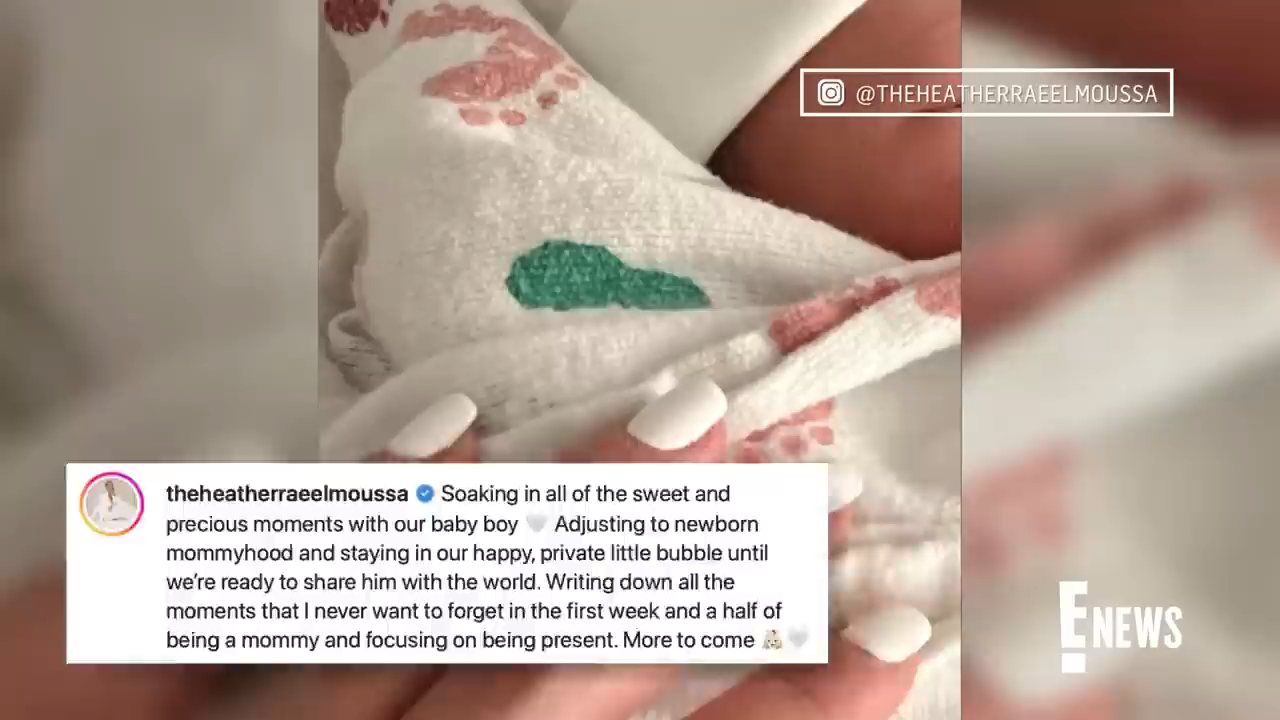 @THEHEATHERRAEELMOUSSA
theheatherraeelmoussa Soaking in all of the sweet and
precious moments with our baby boy 🤍 Adjusting to newborn
mommyhood and staying in our happy, private little bubble until
we're ready to share him with the world. Writing down all the
moments that I never want to forget in the first week and a half of
being a mommy and focusing on being present. More to come 👶🏻🤍
E! NEWS